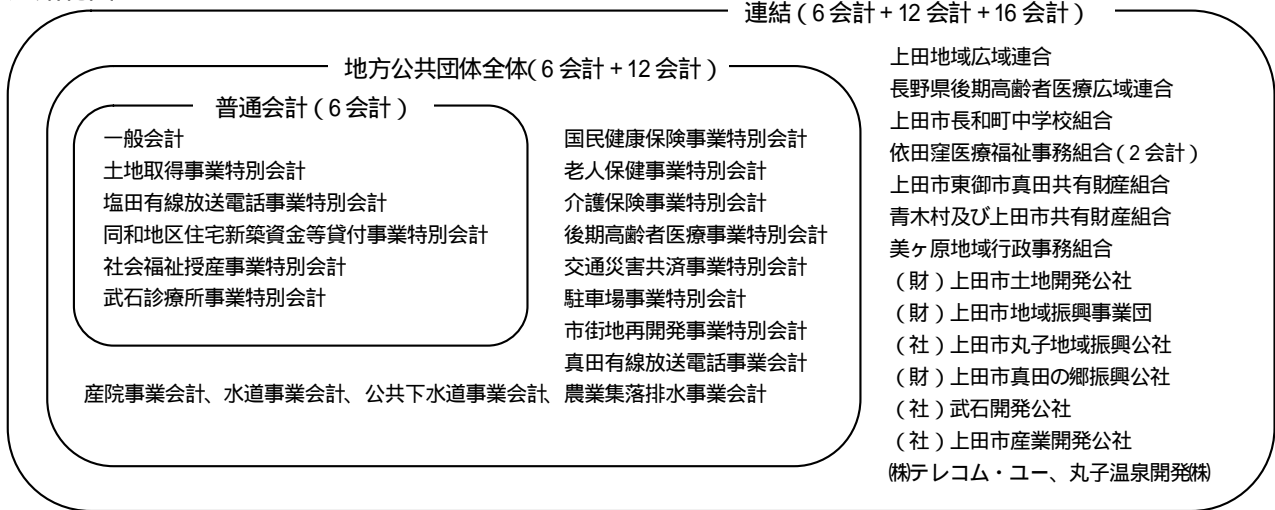 連結(6会計+12会計+16会計)
地方公共団体全体(6会計+12会計)
普通会計(6会計)
一般会計
土地取得事業特別会計
塩田有線放送電話事業特別会計
同和地区住宅新築資金等貸付事業特別会計
社会福祉授産事業特別会計
武石診療所事業特別会計
国民健康保険事業特別会計
老人保健事業特別会計
介護保険事業特別会計
後期高齢者医療事業特別会計
交通災害共済事業特別会計
駐車場事業特別会計
市街地再開発事業特別会計
真田有線放送電話事業会計
産院事業会計、水道事業会計、公共下水道事業会計、農業集落排水事業会計
上田地域広域連合
長野県後期高齢者医療広域連合
上田市長和町中学校組合
依田窪医療福祉事務組合(2会計)
上田市東御市真田共有財産組合
青木村及び上田市共有財産組合
美ヶ原地域行政事務組合
(財)上田市土地開発公社
(財)上田市地域振興事業団
(社)上田市丸子地域振興公社
(財)上田市真田の郷振興公社
(社)武石開発公社
(社)上田市産業開発公社
㈱テレコム・ユー、丸子温泉開発㈱